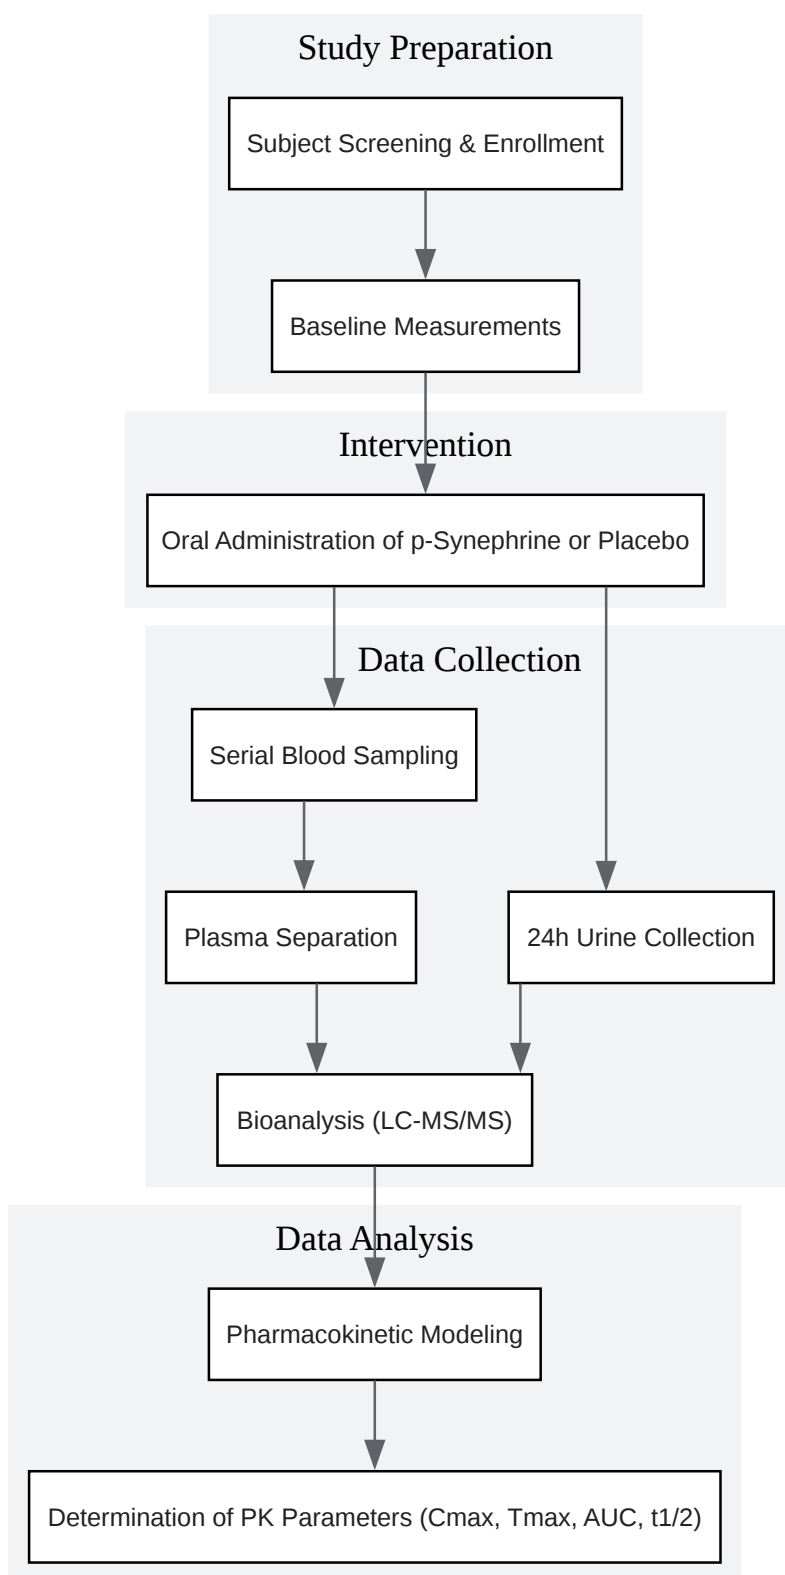 Study Preparation
Subject Screening & Enrollment
Baseline Measurements
Intervention
Oral Administration of p-Synephrine or Placebo
Data Collection
Serial Blood Sampling
Plasma Separation
24h Urine Collection
Bioanalysis (LC-MS/MS)
Data Analysis
Pharmacokinetic Modeling
Determination of PK Parameters (Cmax, Tmax, AUC, t1/2)